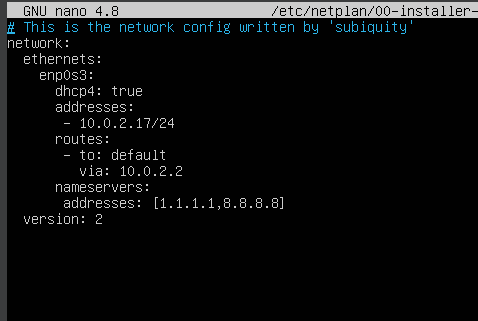 GNU nano 4.8 /etc/netplan/00-installer-
# This is the network config written by 'subiquity'
network:
  ethernets:
    enp0s3:
      dhcp4: true
      addresses:
       - 10.0.2.17/24
      routes:
       - to: default
         via: 10.0.2.2
      nameservers:
       addresses: [1.1.1.1,8.8.8.8]
  version: 2